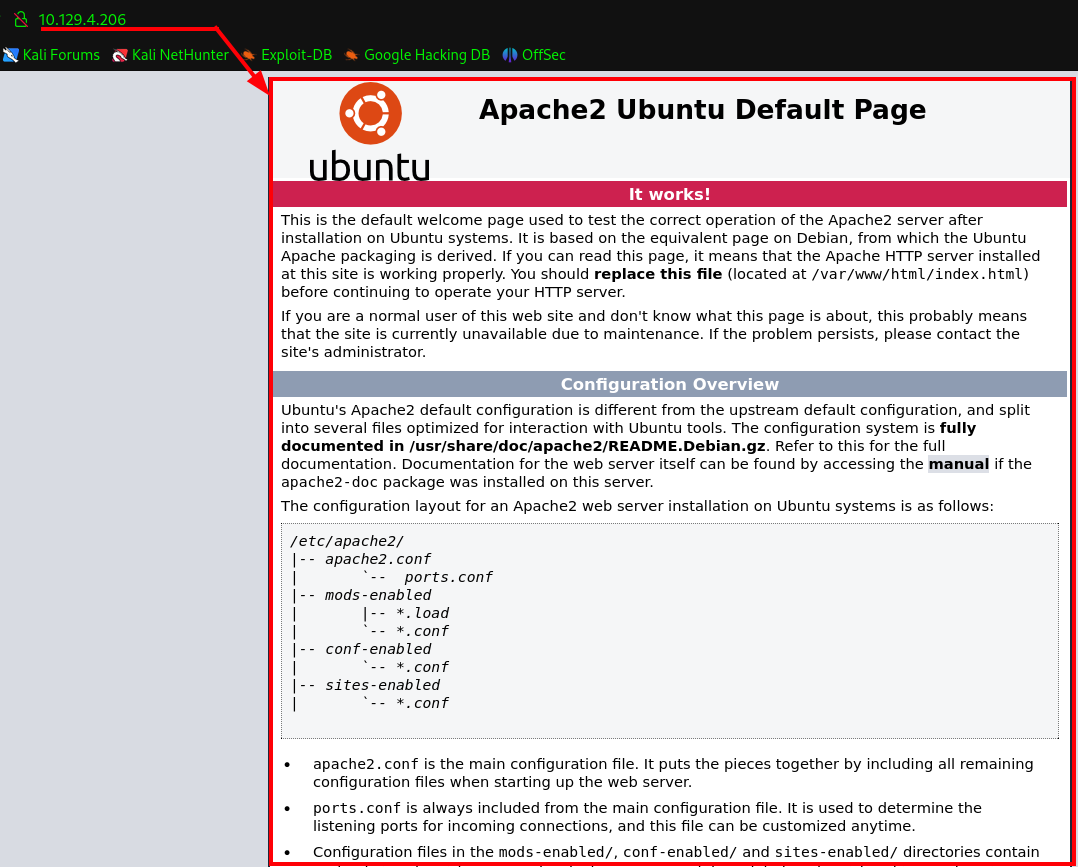 10.129.4.206
Kali Forums Kali NetHunter Exploit-DB Google Hacking DB OffSec
ubuntu
Apache2 Ubuntu Default Page
It works!
This is the default welcome page used to test the correct operation of the Apache2 server after
installation on Ubuntu systems. It is based on the equivalent page on Debian, from which the Ubuntu
Apache packaging is derived. If you can read this page, it means that the Apache HTTP server installed
at this site is working properly. You should replace this file (located at /var/www/html/index.html)
before continuing to operate your HTTP server.
If you are a normal user of this web site and don't know what this page is about, this probably means
that the site is currently unavailable due to maintenance. If the problem persists, please contact the
site's administrator.
Configuration Overview
Ubuntu's Apache2 default configuration is different from the upstream default configuration, and split
into several files optimized for interaction with Ubuntu tools. The configuration system is fully
documented in /usr/share/doc/apache2/README.Debian.gz. Refer to this for the full
documentation. Documentation for the web server itself can be found by accessing the manual if the
apache2-doc package was installed on this server.
The configuration layout for an Apache2 web server installation on Ubuntu systems is as follows:
/etc/apache2/
|-- apache2.conf
|       `--  ports.conf
|-- mods-enabled
|       |-- *.load
|       `-- *.conf
|-- conf-enabled
|       `-- *.conf
|-- sites-enabled
|       `-- *.conf
• apache2.conf is the main configuration file. It puts the pieces together by including all remaining
configuration files when starting up the web server.
• ports.conf is always included from the main configuration file. It is used to determine the
listening ports for incoming connections, and this file can be customized anytime.
• Configuration files in the mods-enabled/, conf-enabled/ and sites-enabled/ directories contain